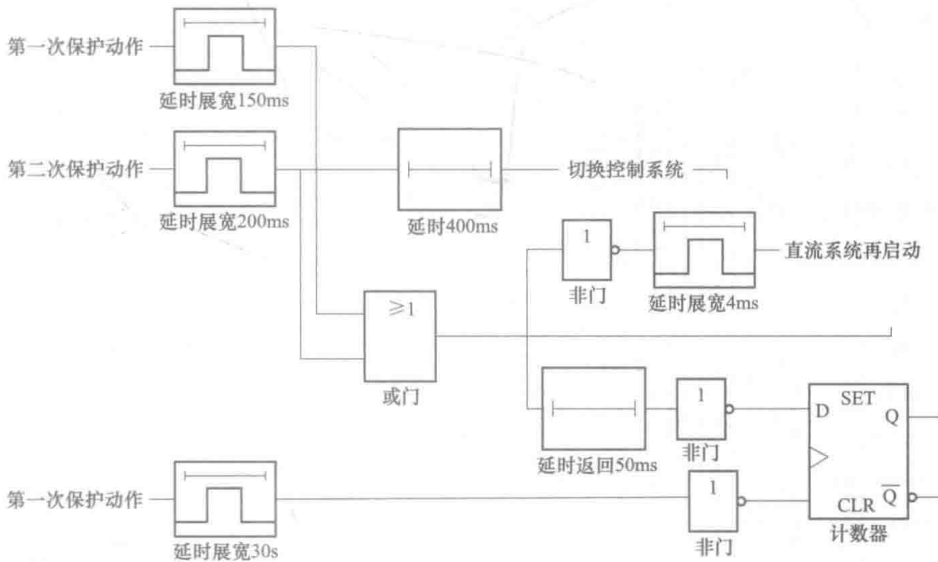 第一次保护动作
延时展宽150ms
第二次保护动作
延时展宽200ms
延时400ms
切换控制系统
1
非门
延时展宽4ms
直流系统再启动
≥1
或门
延时返回50ms
1
非门
D
SET
Q
CLR
Q̅
计数器
第一次保护动作
延时展宽30s
1
非门